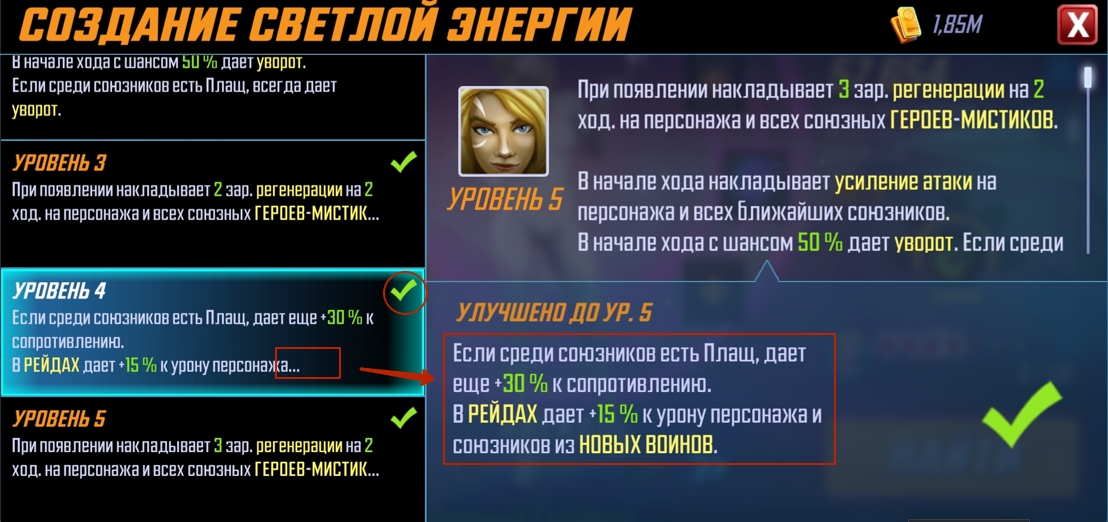 СОЗДАНИЕ СВЕТЛОЙ ЭНЕРГИИ
1,85М
В начале хода с шансом 50 % дает уворот.
Если среди союзников есть Плащ, всегда дает
уворот.
УРОВЕНЬ 3
При появлении накладывает 2 зар. регенерации на 2
ход. на персонажа и всех союзных ГЕРОЕВ-МИСТИК...
УРОВЕНЬ 4
Если среди союзников есть Плащ, дает еще +30 % к
сопротивлению.
В РЕЙДАХ дает +15 % к урону персонажа...
УРОВЕНЬ 5
При появлении накладывает 3 зар. регенерации на 2
ход. на персонажа и всех союзных ГЕРОЕВ-МИСТИК...
УРОВЕНЬ 5
При появлении накладывает 3 зар. регенерации на 2
ход. на персонажа и всех союзных ГЕРОЕВ-МИСТИКОВ.
В начале хода накладывает усиление атаки на
персонажа и всех ближайших союзников.
В начале хода с шансом 50 % дает уворот. Если среди
УЛУЧШЕНО ДО УР. 5
Если среди союзников есть Плащ, дает
еще +30 % к сопротивлению.
В РЕЙДАХ дает +15 % к урону персонажа и
союзников из НОВЫХ ВОИНОВ.